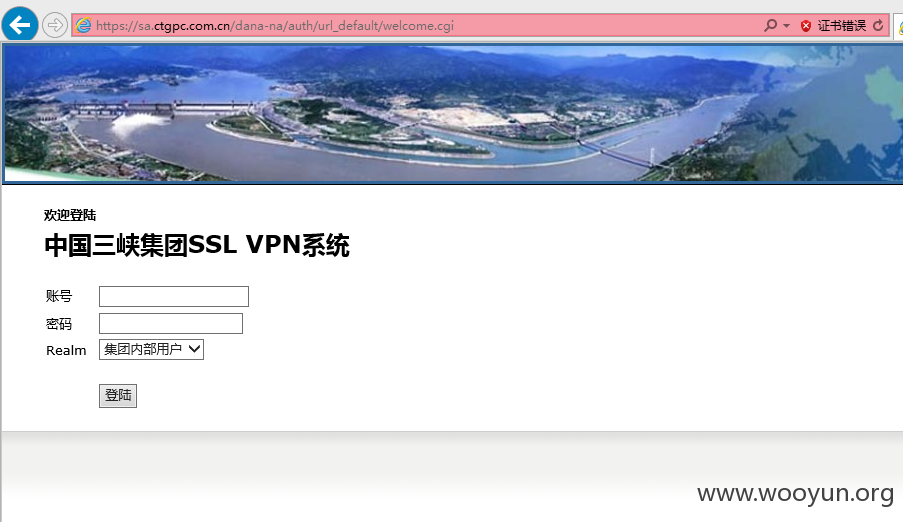 https://sa.ctgpc.com.cn/dana-na/auth/url_default/welcome.cgi 证书错误
欢迎登陆
中国三峡集团SSL VPN系统
账号
密码
Realm 集团内部用户
登陆
www.wooyun.org